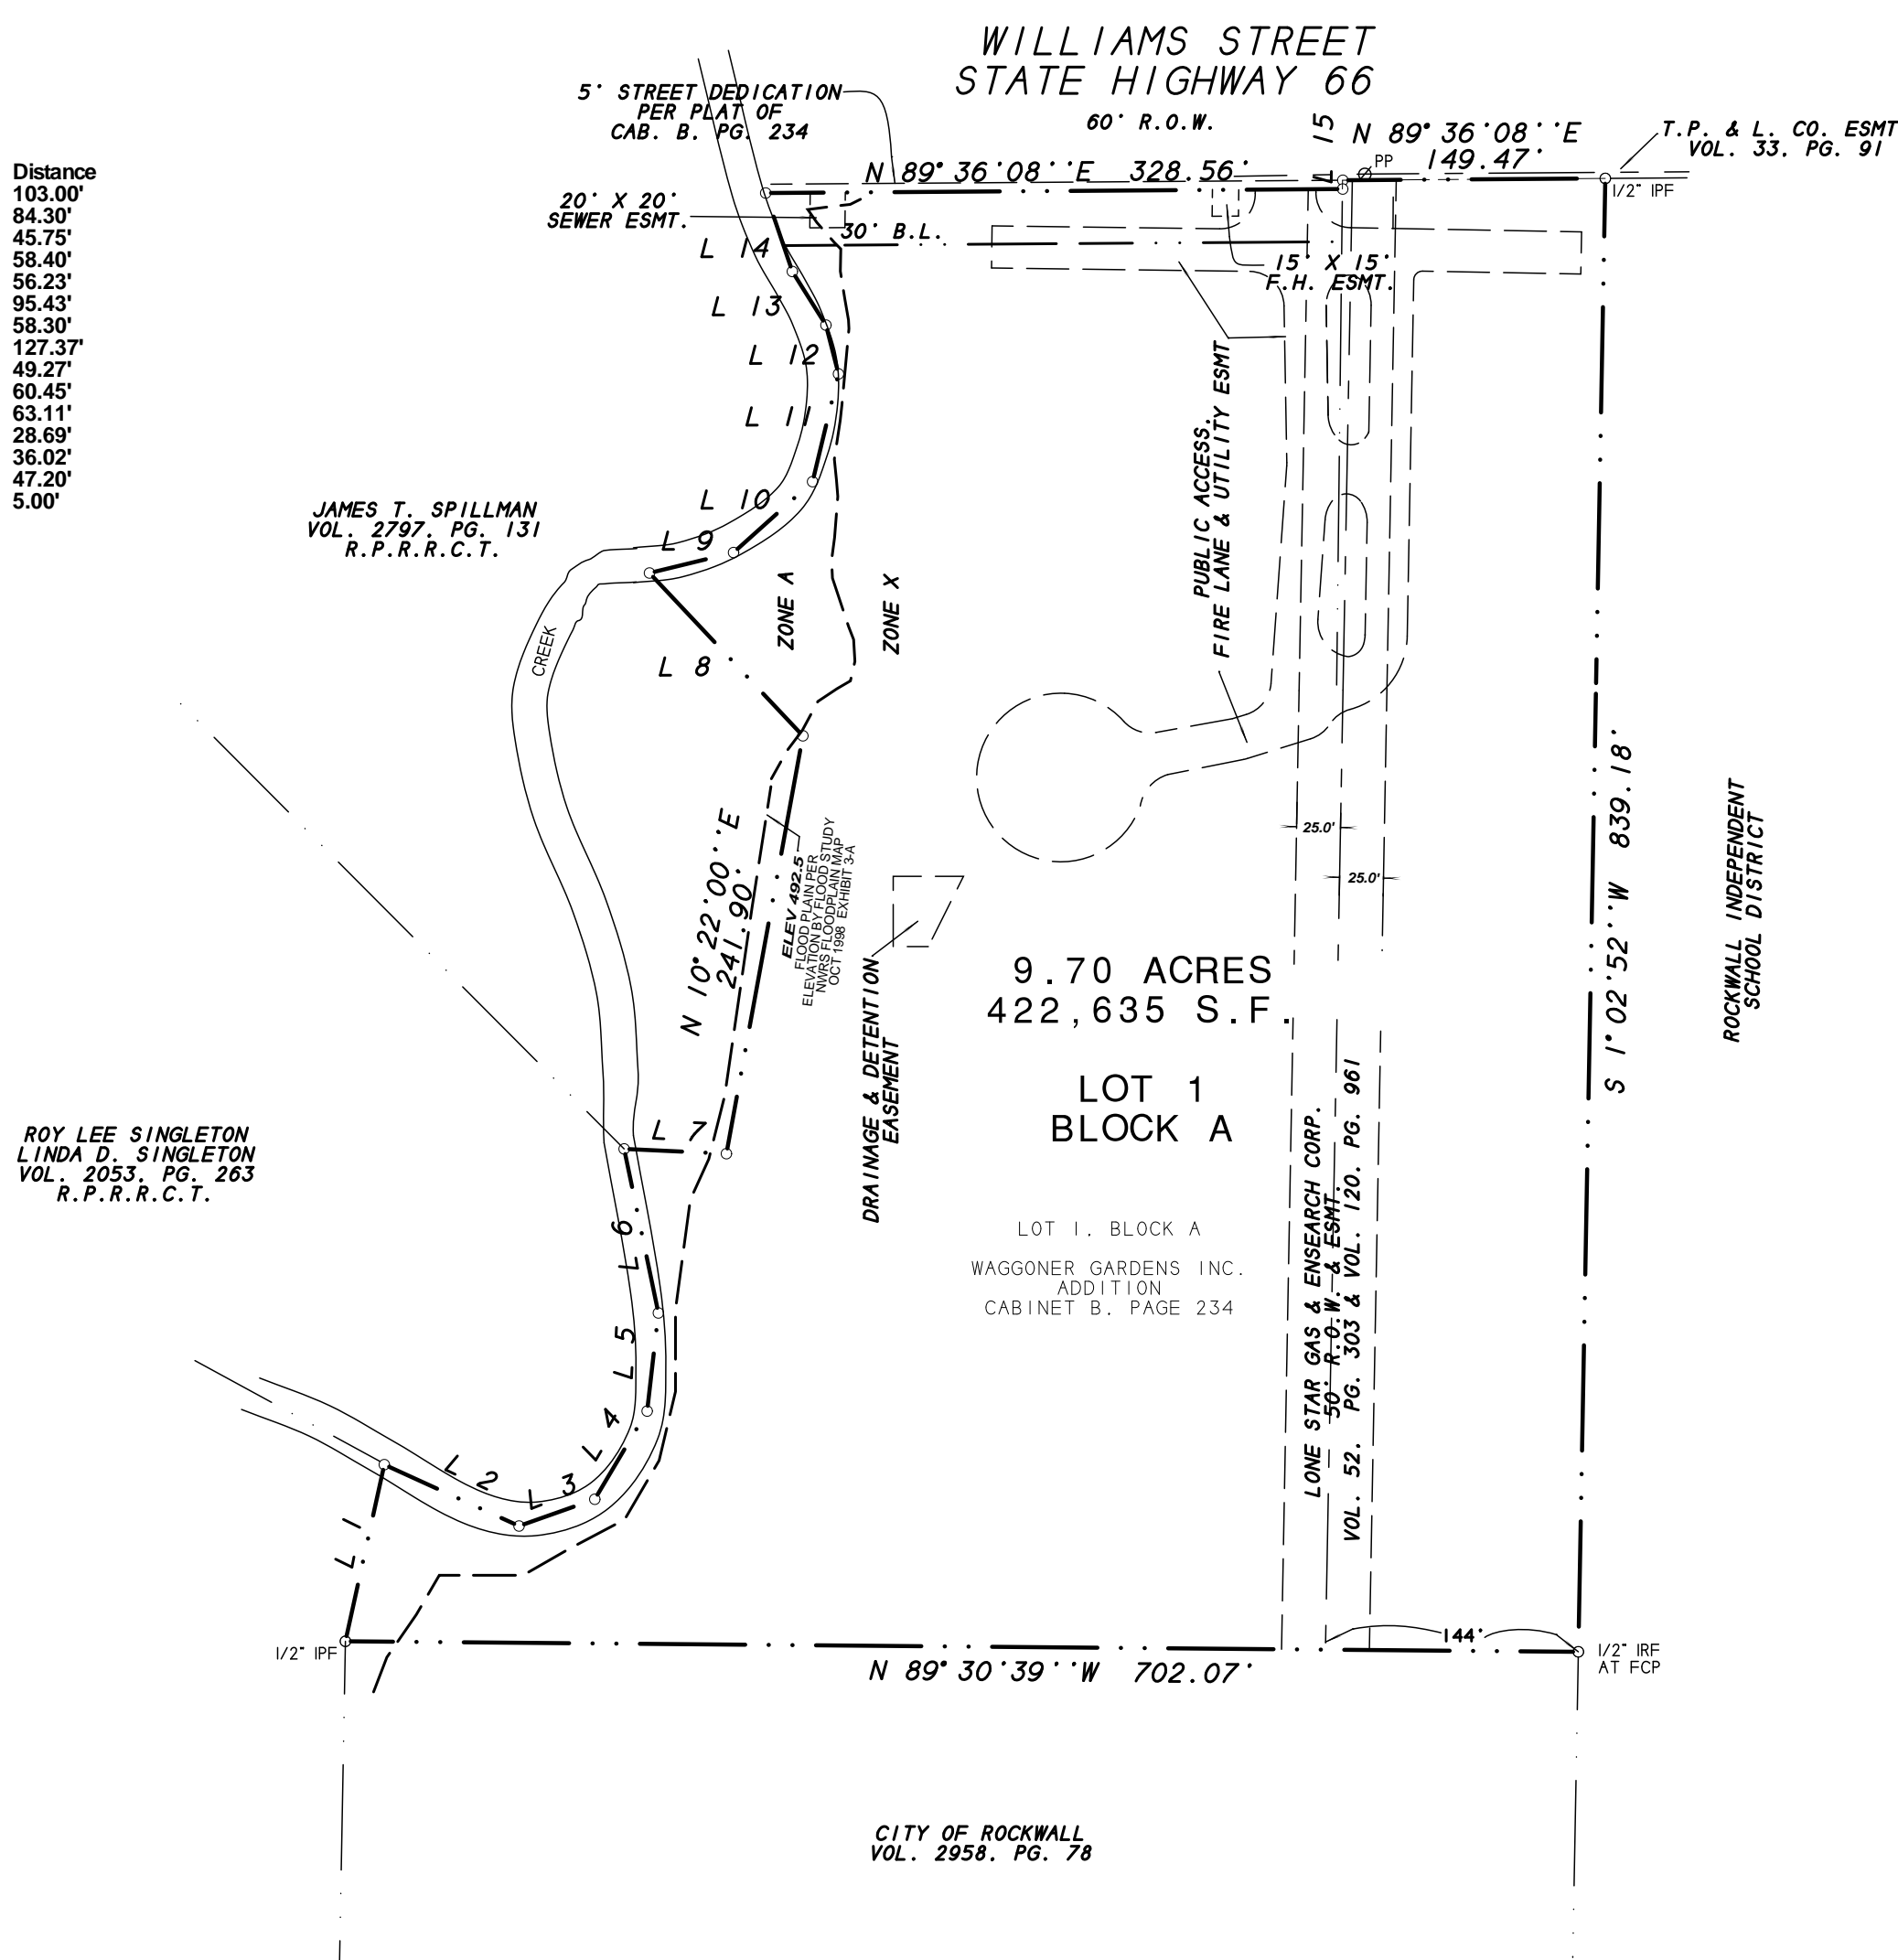 WILLIAMS STREET
STATE HIGHWAY 66
60' R.O.W.
5' STREET DEDICATION
PER PLAT OF
CAB. B. PG. 234
N 89°36'08''E 328.56'
L 15
N 89°36'08''E
149.47'
PP
T.P. & L. CO. ESMT
VOL. 33. PG. 91
1/2" IPF
Distance
103.00'
84.30'
45.75'
58.40'
56.23'
95.43'
58.30'
127.37'
49.27'
60.45'
63.11'
28.69'
36.02'
47.20'
5.00'
20' X 20'
SEWER ESMT.
30' B.L.
L 14
15' X 15'
F.H. ESMT.
L 13
L 12
L 11
L 10
L 9
L 8
JAMES T. SPILLMAN
VOL. 2797. PG. 131
R.P.R.R.C.T.
CREEK
ZONE A
ZONE X
PUBLIC ACCESS.
FIRE LANE & UTILITY ESMT
N 10°22'00''E
241.90'
ELEV 492.5
FLOOD PLAIN PER
ELEVATION BY FLOOD STUDY
NWRS FLOODPLAIN MAP
OCT 1998 EXHIBIT 3-A
25.0'
25.0'
S 1°02'52''W 839.18'
ROCKWALL INDEPENDENT
SCHOOL DISTRICT
DRAINAGE & DETENTION
EASEMENT
9.70 ACRES
422,635 S.F.
LOT 1
BLOCK A
LOT 1. BLOCK A
WAGGONER GARDENS INC.
ADDITION
CABINET B. PAGE 234
LONE STAR GAS & ENSEARCH CORP.
50' R.O.W. & ESMT.
VOL. 52. PG. 303 & VOL. 120. PG. 961
ROY LEE SINGLETON
LINDA D. SINGLETON
VOL. 2053. PG. 263
R.P.R.R.C.T.
L 7
L 6
L 5
L 4
L 3
L 2
L 1
1/2" IPF
144'
1/2" IRF
AT FCP
N 89°30'39''W 702.07'
CITY OF ROCKWALL
VOL. 2958. PG. 78